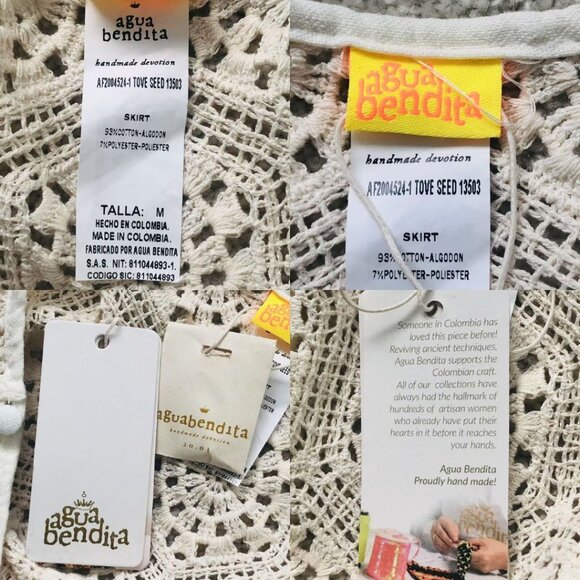 agua
bendita
handmade devotion
AF2004524-1 TOVE SEED 13503
SKIRT
93%COTTON-ALGODON
7%POLYESTER-POLIESTER
TALLA: M
HECHO EN COLOMBIA.
MADE IN COLOMBIA.
FABRICADO POR AGUA BENDITA
S.A.S. NIT: 811044893-1.
CODIGO SIC: 811044893
agua
bendita
handmade devotion
AF2004524-1 TOVE SEED 13503
SKIRT
93%COTTON-ALGODON
7%POLYESTER-POLIESTER
agua
bendita
aguabendita
handmade devotion
agua
bendita
Someone in Colombia has
loved this piece before!
Reviving ancient techniques,
Agua Bendita supports the
Colombian craft.
All of our collections have
always had the hallmark of
hundreds of artisan women
who already have put their
hearts in it before it reaches
your hands.
Agua Bendita
Proudly hand made!